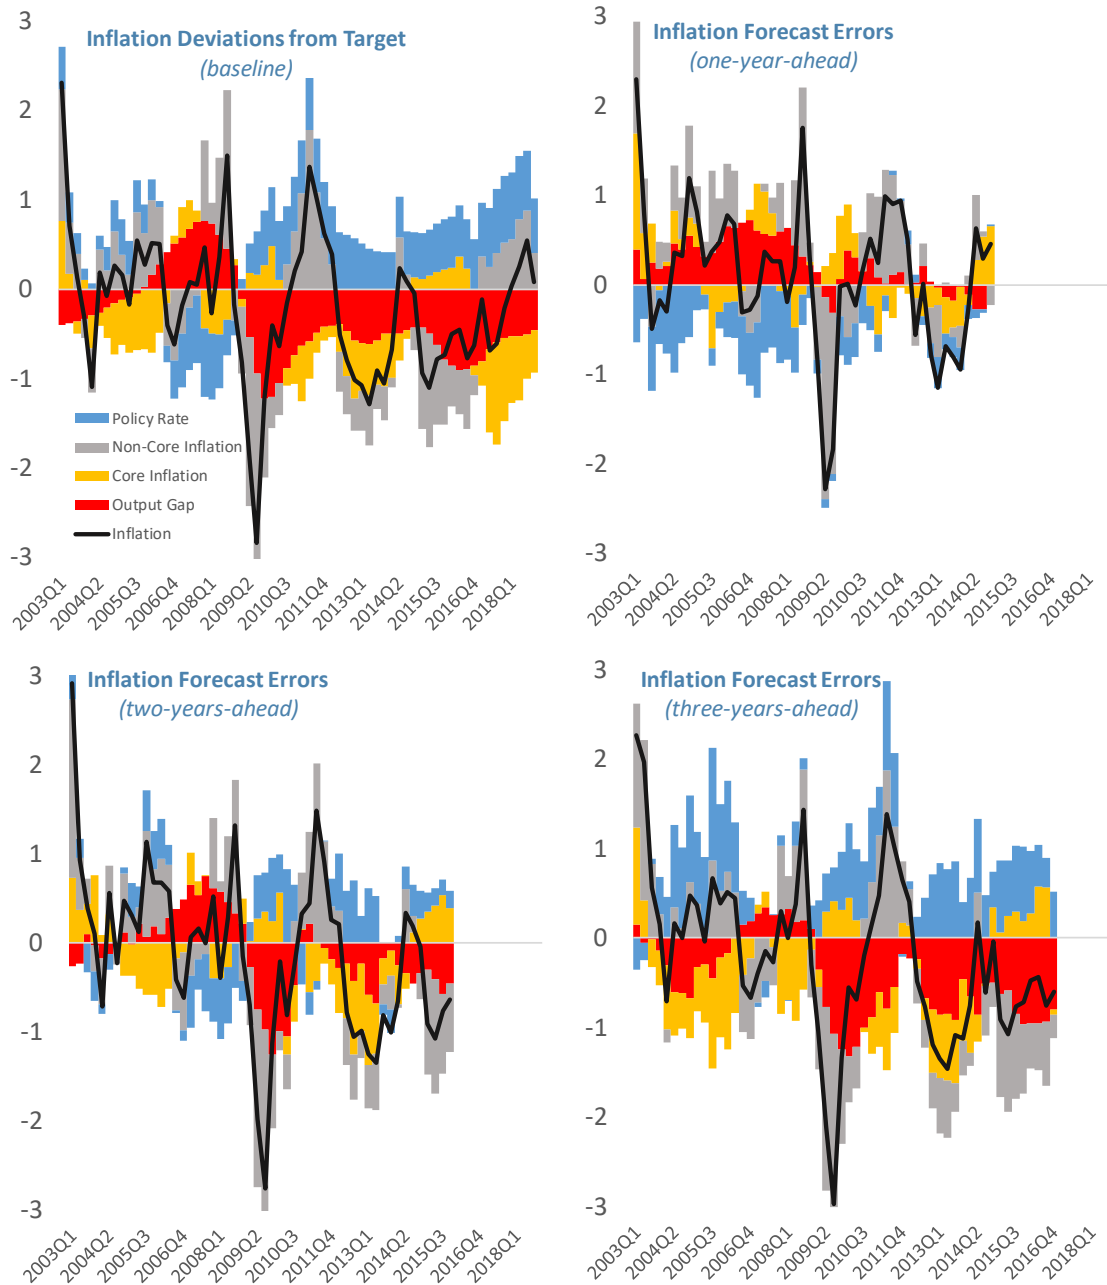 Inflation Deviations from Target
(baseline)
3
2
1
0
-1
-2
-3
Policy Rate
Non-Core Inflation
Core Inflation
Output Gap
Inflation
2003Q1
2004Q2
2005Q3
2006Q4
2008Q1
2009Q2
2010Q3
2011Q4
2013Q1
2014Q2
2015Q3
2016Q4
2018Q1
Inflation Forecast Errors
(one-year-ahead)
3
2
1
0
-1
-2
-3
2003Q1
2004Q2
2005Q3
2006Q4
2008Q1
2009Q2
2010Q3
2011Q4
2013Q1
2014Q2
2015Q3
2016Q4
2018Q1
Inflation Forecast Errors
(two-years-ahead)
3
2
1
0
-1
-2
-3
2003Q1
2004Q2
2005Q3
2006Q4
2008Q1
2009Q2
2010Q3
2011Q4
2013Q1
2014Q2
2015Q3
2016Q4
2018Q1
Inflation Forecast Errors
(three-years-ahead)
3
2
1
0
-1
-2
-3
2003Q1
2004Q2
2005Q3
2006Q4
2008Q1
2009Q2
2010Q3
2011Q4
2013Q1
2014Q2
2015Q3
2016Q4
2018Q1